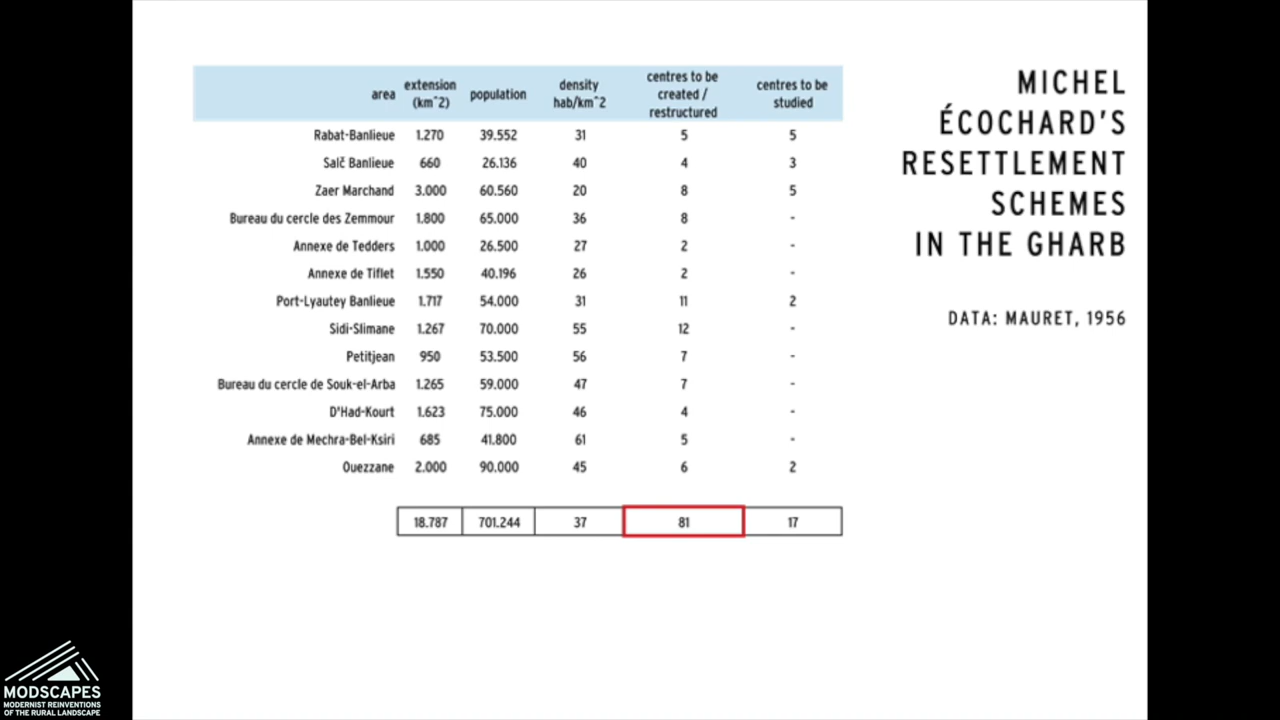 area extension (km^2) population density hab/km^2 centres to be created / restructured centres to be studied
Rabat-Banlieue 1.270 39.552 31 5 5
Salč Banlieue 660 26.136 40 4 3
Zaer Marchand 3.000 60.560 20 8 5
Bureau du cercle des Zemmour 1.800 65.000 36 8 -
Annexe de Tedders 1.000 26.500 27 2 -
Annexe de Tiflet 1.550 40.196 26 2 -
Port-Lyautey Banlieue 1.717 54.000 31 11 2
Sidi-Slimane 1.267 70.000 55 12 -
Petitjean 950 53.500 56 7 -
Bureau du cercle de Souk-el-Arba 1.265 59.000 47 7 -
D'Had-Kourt 1.623 75.000 46 4 -
Annexe de Mechra-Bel-Ksiri 685 41.800 61 5 -
Ouezzane 2.000 90.000 45 6 2
18.787 701.244 37 81 17
MICHEL
ÉCOCHARD'S
RESETTLEMENT
SCHEMES
IN THE GHARB
DATA: MAURET, 1956
MODSCAPES
MODERNIST REINVENTIONS
OF THE RURAL LANDSCAPE